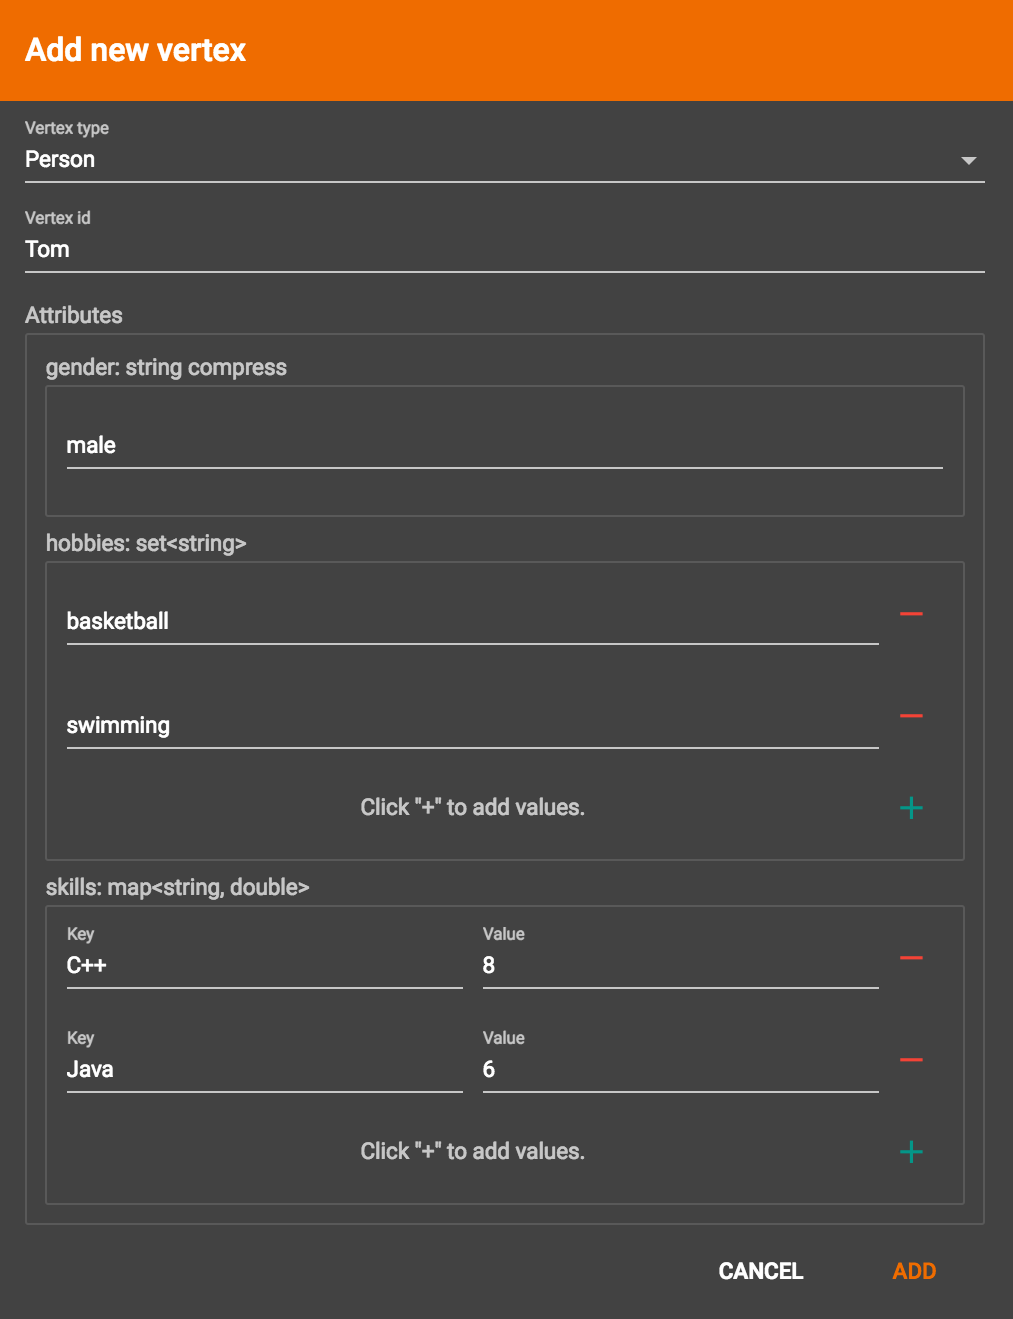 Add new vertex
Vertex type
Person
Vertex id
Tom
Attributes
gender: string compress
male
hobbies: set<string>
basketball
swimming
Click "+" to add values.
skills: map<string, double>
Key Value
C++ 8
Key Value
Java 6
Click "+" to add values.
CANCEL ADD